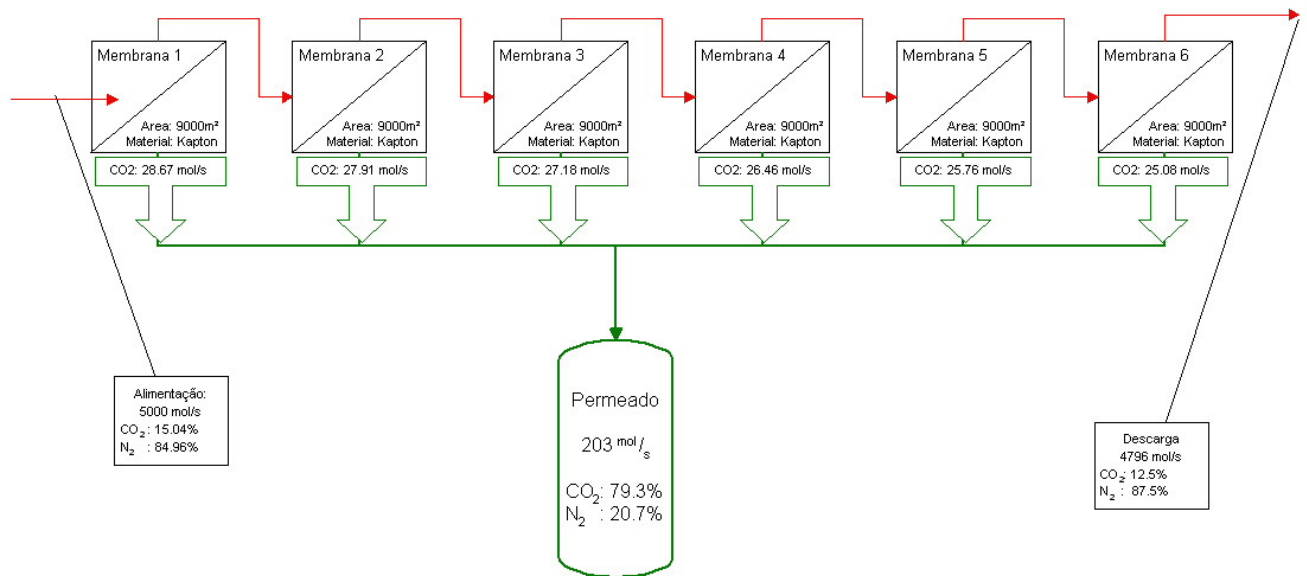 Membrana 1
Area: 9000m²
Material: Kapton
CO2: 28.67 mol/s
Membrana 2
Area: 9000m²
Material: Kapton
CO2: 27.91 mol/s
Membrana 3
Area: 9000m²
Material: Kapton
CO2: 27.18 mol/s
Membrana 4
Area: 9000m²
Material: Kapton
CO2: 26.46 mol/s
Membrana 5
Area: 9000m²
Material: Kapton
CO2: 25.76 mol/s
Membrana 6
Area: 9000m²
Material: Kapton
CO2: 25.08 mol/s
Alimentação:
5000 mol/s
CO₂: 15.04%
N₂ : 84.96%
Permeado
203 mol/s
CO₂: 79.3%
N₂ : 20.7%
Descarga
4796 mol/s
CO₂: 12.5%
N₂ : 87.5%